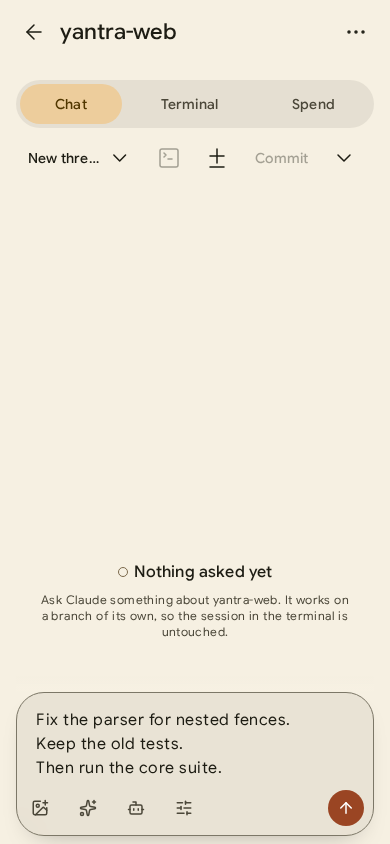 yantra-web
Chat
Terminal
Spend
New thre...
Commit
Nothing asked yet
Ask Claude something about yantra-web. It works on
a branch of its own, so the session in the terminal is
untouched.
Fix the parser for nested fences.
Keep the old tests.
Then run the core suite.